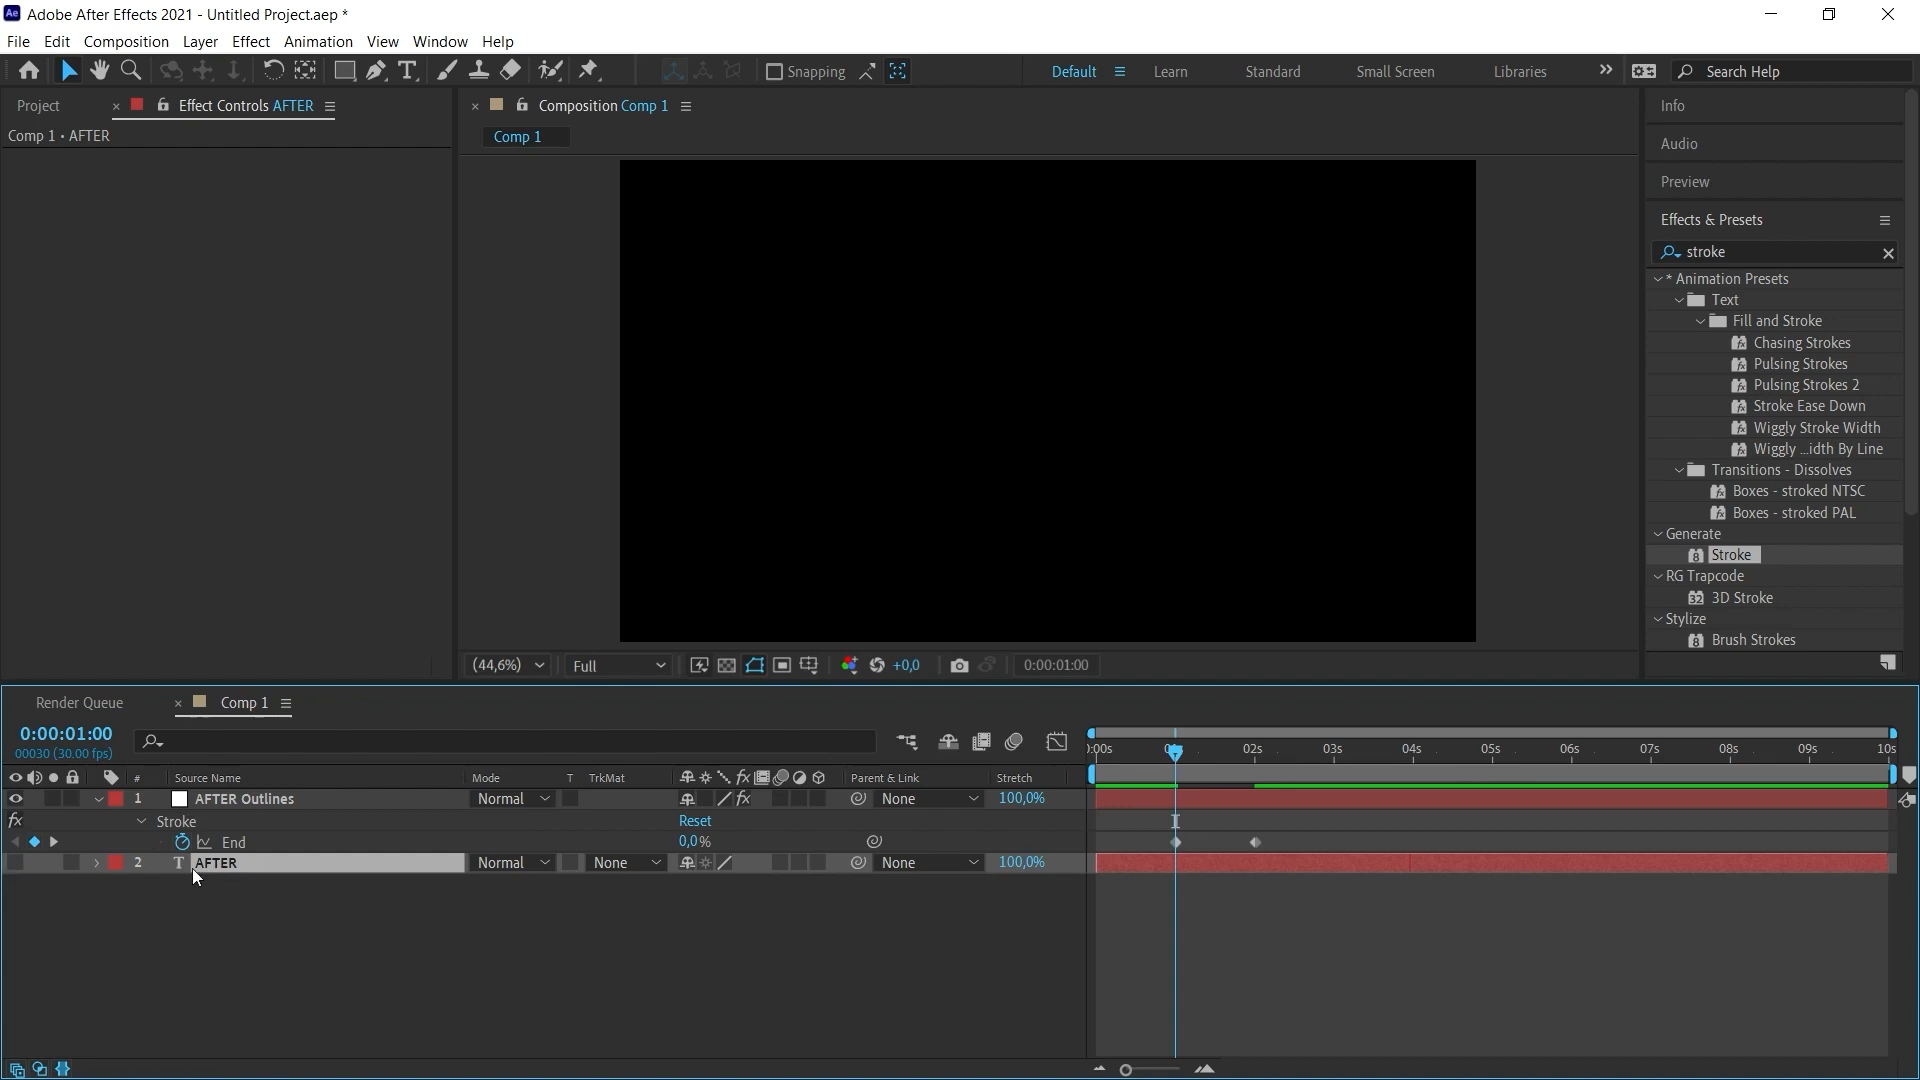 Ae Adobe After Effects 2021 - Untitled Project.aep *
File Edit Composition Layer Effect Animation View Window Help
Snapping Default Learn Standard Small Screen Libraries Search Help
Project Effect Controls AFTER
Comp 1 • AFTER
Composition Comp 1
Comp 1
Info
Audio
Preview
Effects & Presets
stroke
* Animation Presets
Text
Fill and Stroke
Chasing Strokes
Pulsing Strokes
Pulsing Strokes 2
Stroke Ease Down
Wiggly Stroke Width
Wiggly ...idth By Line
Transitions - Dissolves
Boxes - stroked NTSC
Boxes - stroked PAL
Generate
Stroke
RG Trapcode
3D Stroke
Stylize
Brush Strokes
(44,6%) Full +0,0 0:00:01:00
Render Queue Comp 1
0:00:01:00
00030 (30.00 fps)
):00s 02s 03s 04s 05s 06s 07s 08s 09s 10s
# Source Name Mode T TrkMat Parent & Link Stretch
1 AFTER Outlines Normal None 100,0%
fx Stroke Reset
End 0,0%
2 T AFTER Normal None None 100,0%